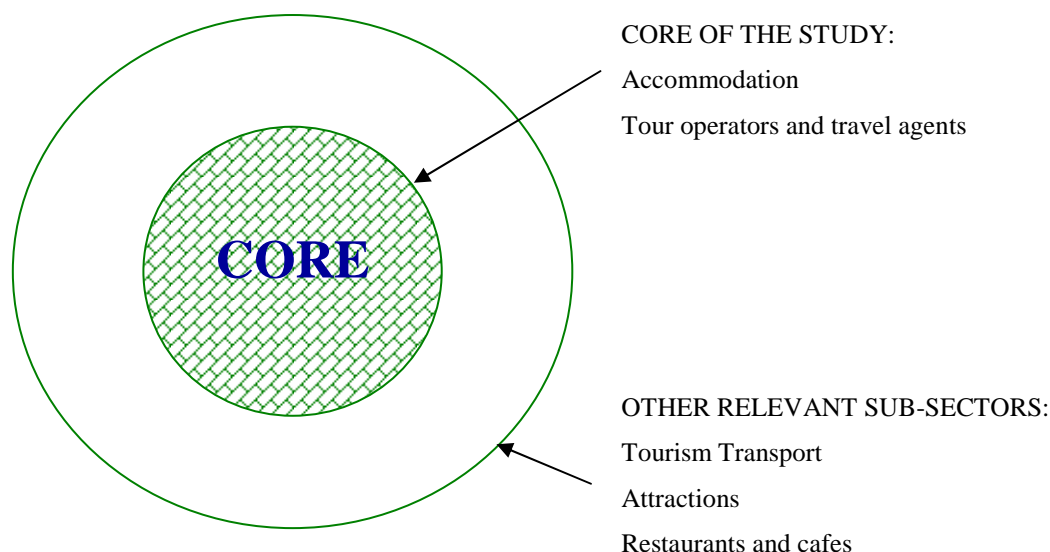 CORE OF THE STUDY:
Accommodation
Tour operators and travel agents
CORE
OTHER RELEVANT SUB-SECTORS:
Tourism Transport
Attractions
Restaurants and cafes